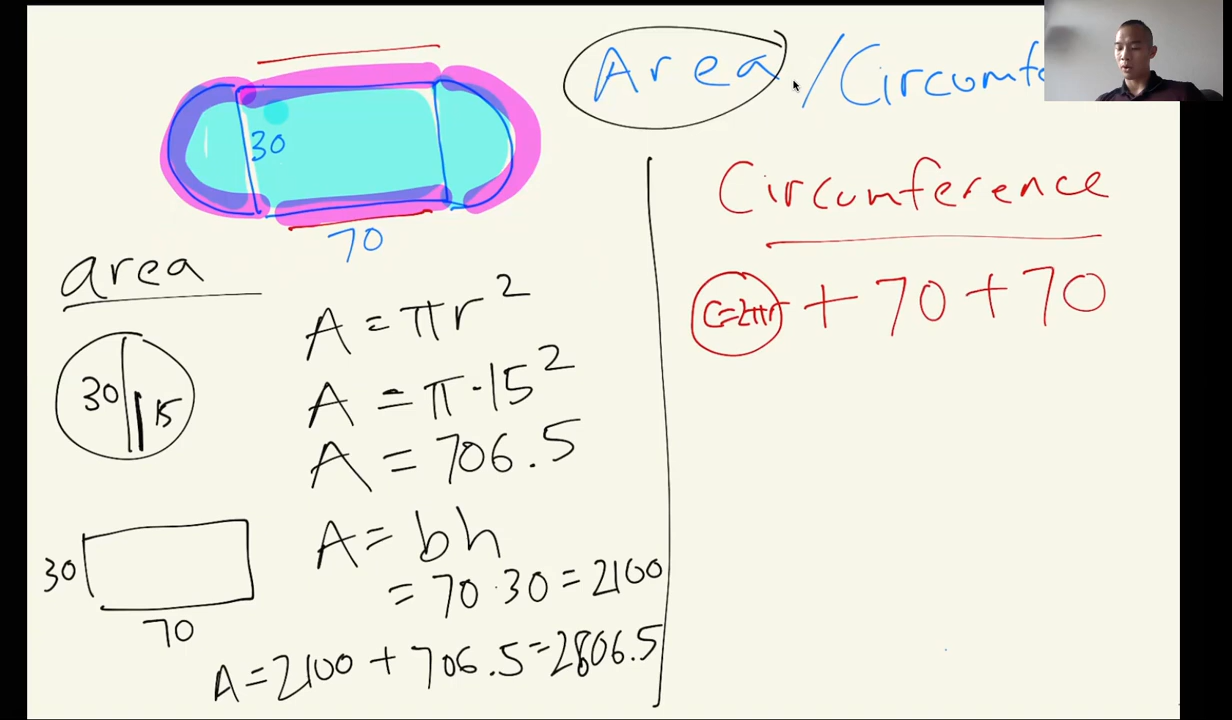 Area/Circumfe
30
70
area
30
15
A = πr²
A = π·15²
A = 706.5
30
70
A = bh
= 70·30 = 2100
A = 2100 + 706.5 = 2806.5
Circumference
C=2πr + 70 + 70